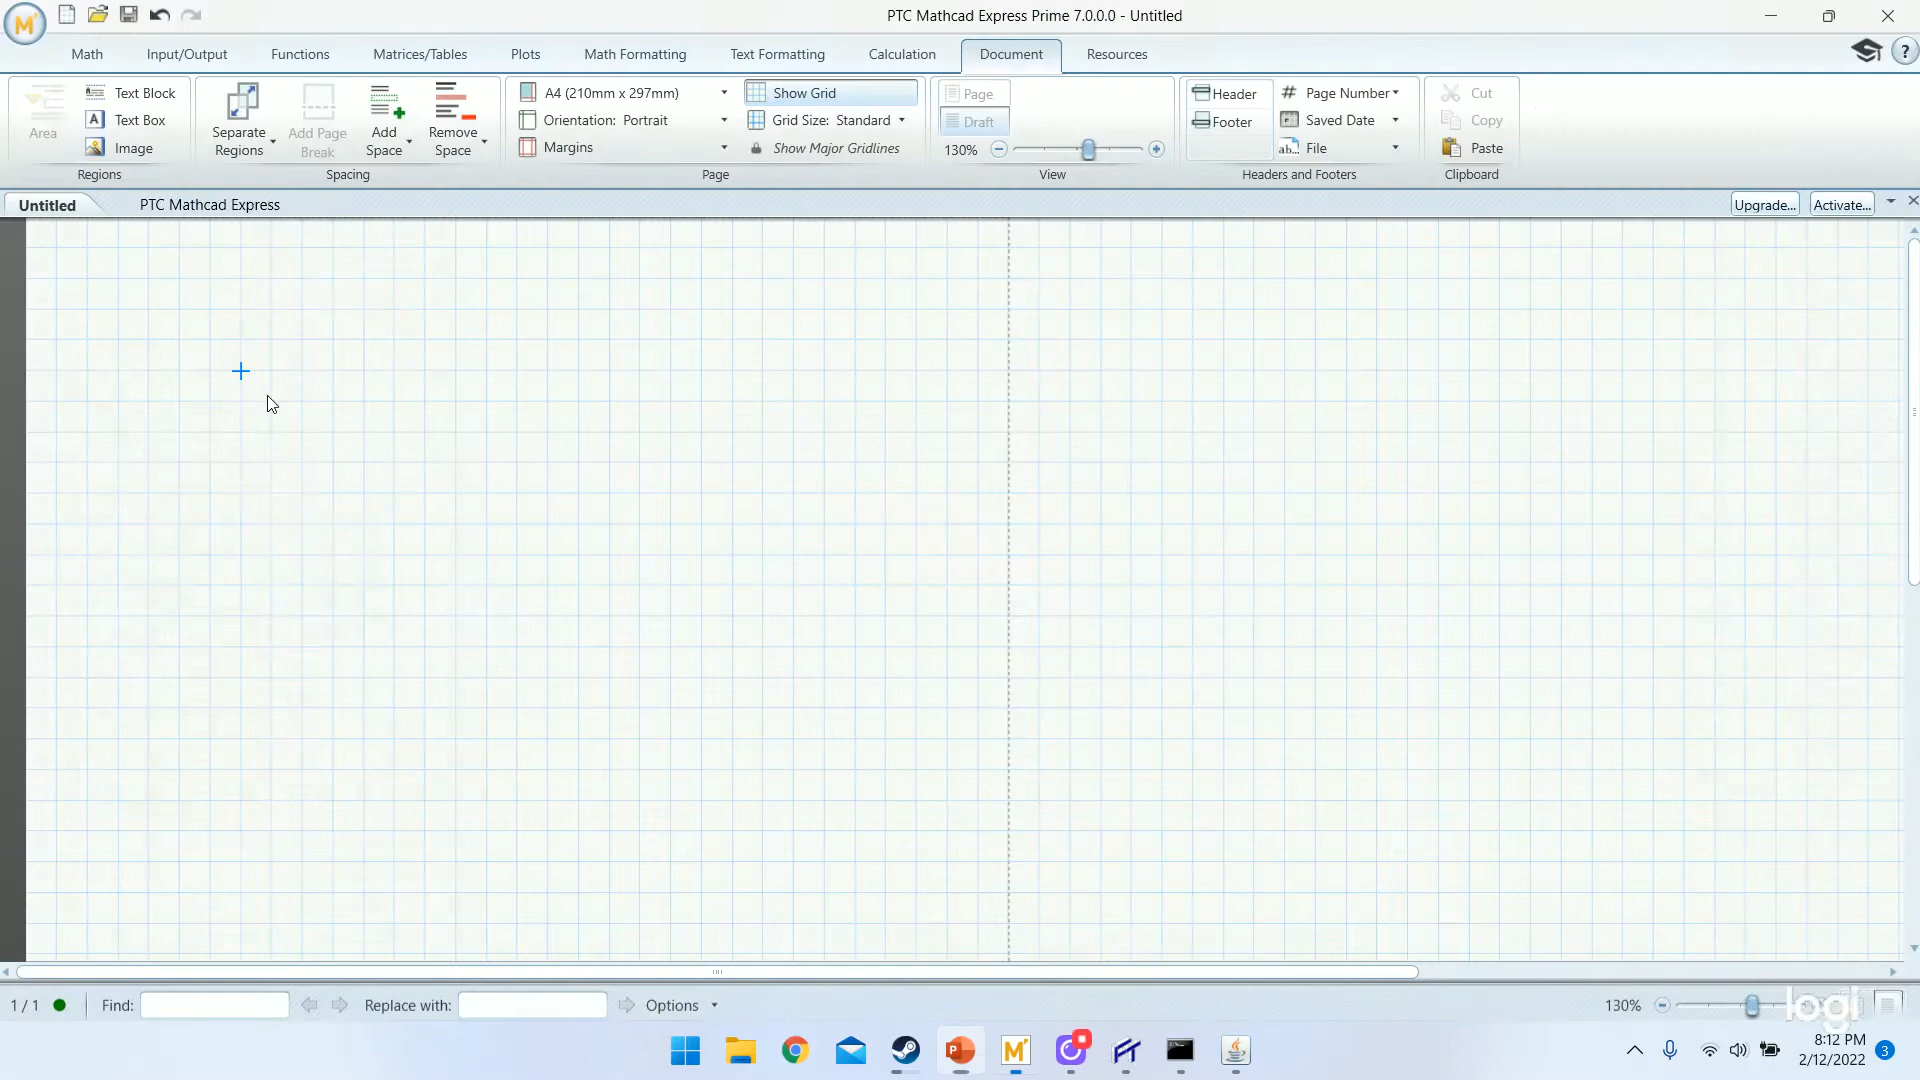 PTC Mathcad Express Prime 7.0.0.0 - Untitled
Math Input/Output Functions Matrices/Tables Plots Math Formatting Text Formatting Calculation Document Resources
?
Area
Text Block
Text Box
Image
Regions
Separate
Regions
Add Page
Break
Add
Space
Remove
Space
Spacing
A4 (210mm x 297mm)
Orientation: Portrait
Margins
Show Grid
Grid Size: Standard
Show Major Gridlines
Page
Page
Draft
130%
View
Header
Footer
Page Number
Saved Date
File
Headers and Footers
Cut
Copy
Paste
Clipboard
Untitled PTC Mathcad Express Upgrade... Activate...
1 / 1 Find: Replace with: Options 130%
logi
8:12 PM
2/12/2022
3